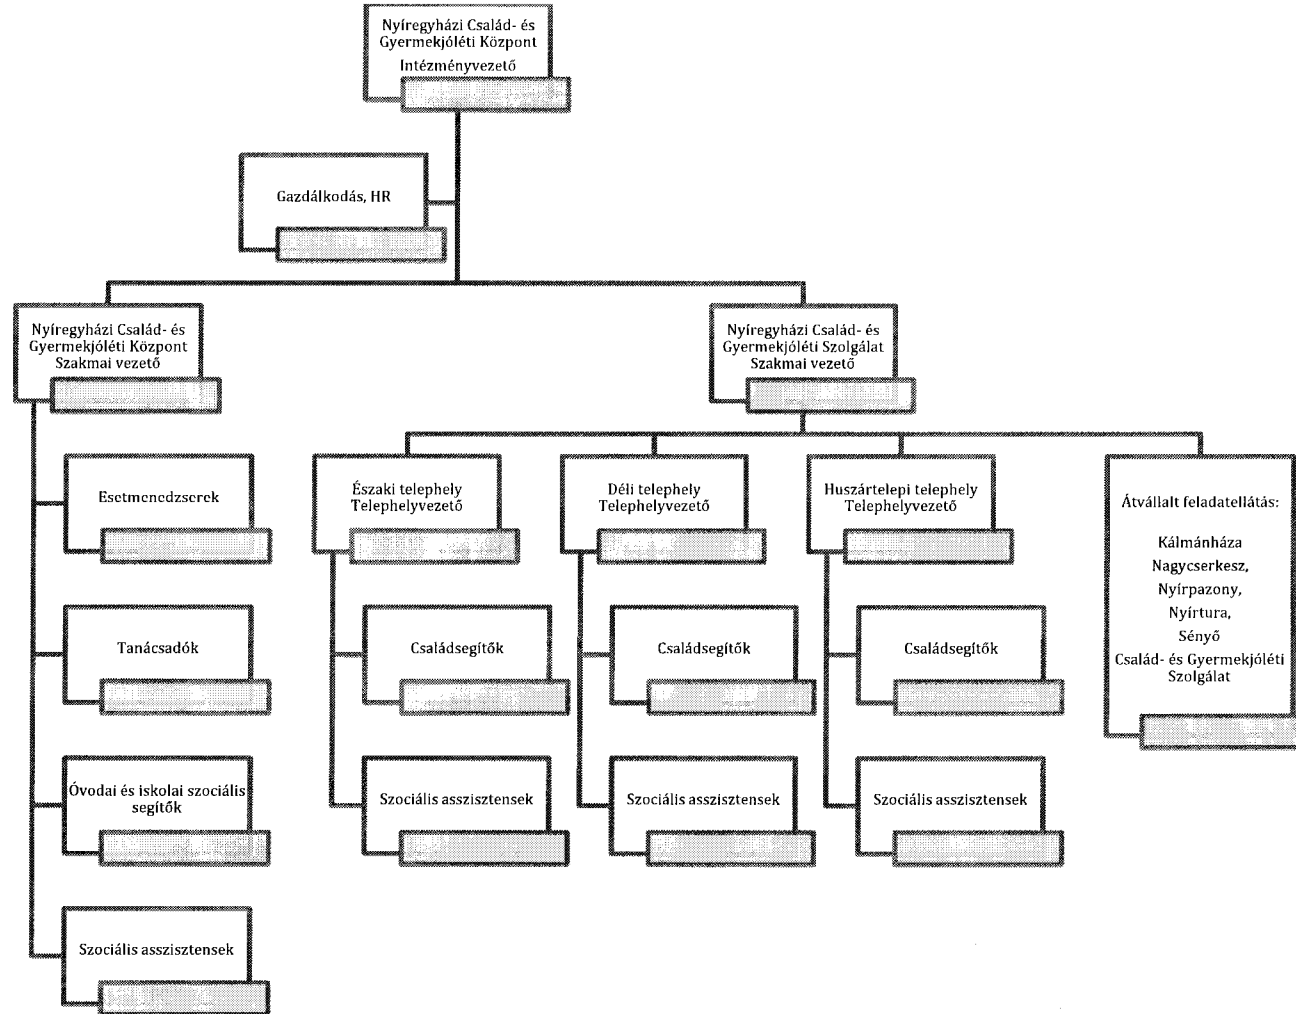 Nyíregyházi Család- és
Gyermekjóléti Központ
Intézményvezető
Gazdálkodás, HR
Nyíregyházi Család- és
Gyermekjóléti Központ
Szakmai vezető
Nyíregyházi Család- és
Gyermekjóléti Szolgálat
Szakmai vezető
Esetmenedzserek
Tanácsadók
Óvodai és iskolai szociális
segítők
Szociális asszisztensek
Északi telephely
Telephelyvezető
Családsegítők
Szociális asszisztensek
Déli telephely
Telephelyvezető
Családsegítők
Szociális asszisztensek
Huszártelepi telephely
Telephelyvezető
Családsegítők
Szociális asszisztensek
Átvállalt feladatellátás:
Kálmánháza
Nagycserkesz,
Nyírpazony,
Nyírtura,
Sényő
Család- és Gyermekjóléti
Szolgálat